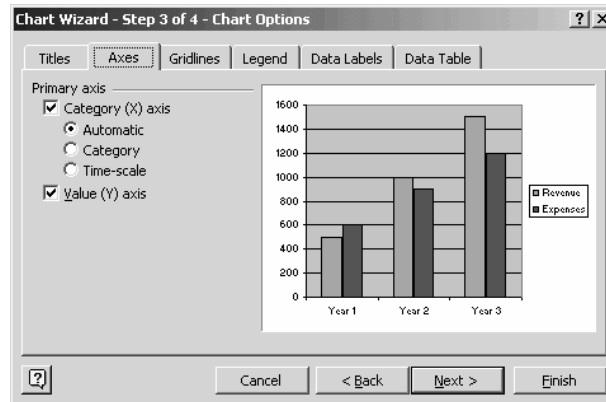 Chart Wizard - Step 3 of 4 - Chart Options
Titles Axes Gridlines Legend Data Labels Data Table
Primary axis
Category (X) axis
Automatic
Category
Time-scale
Value (Y) axis
1600
1400
1200
1000
800
600
400
200
0
Year 1 Year 2 Year 3
Revenue
Expenses
Cancel < Back Next > Finish